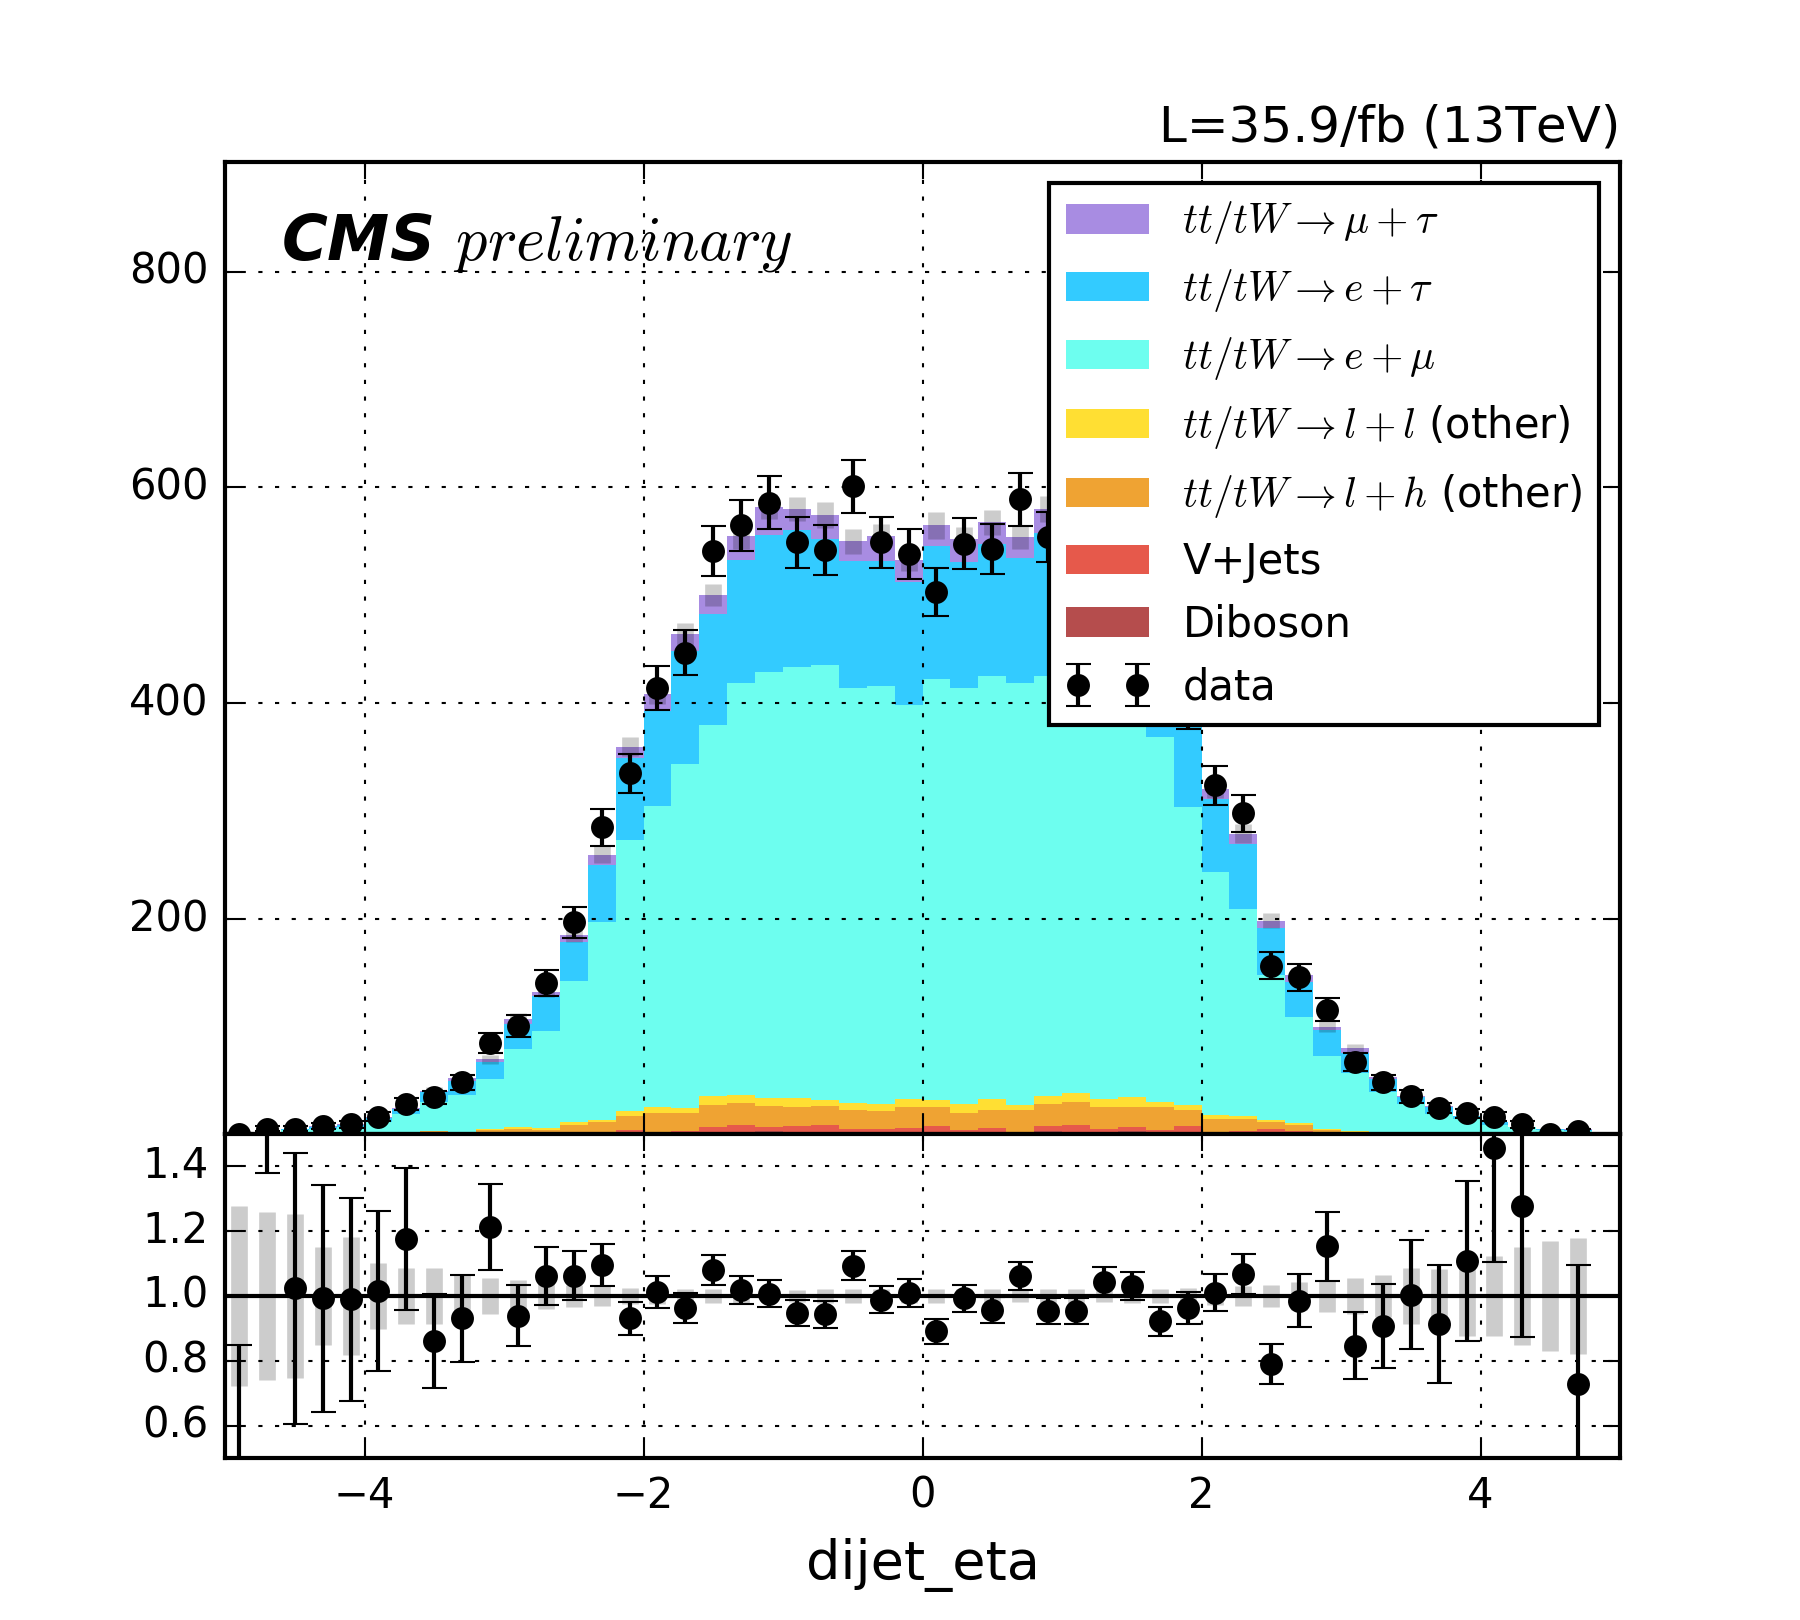 L=35.9/fb (13TeV)
CMS preliminary
tt/tW→μ+τ
tt/tW→e+τ
tt/tW→e+μ
tt/tW→l+l (other)
tt/tW→l+h (other)
V+Jets
Diboson
data
800
600
400
200
1.4
1.2
1.0
0.8
0.6
−4 −2 0 2 4
dijet_eta